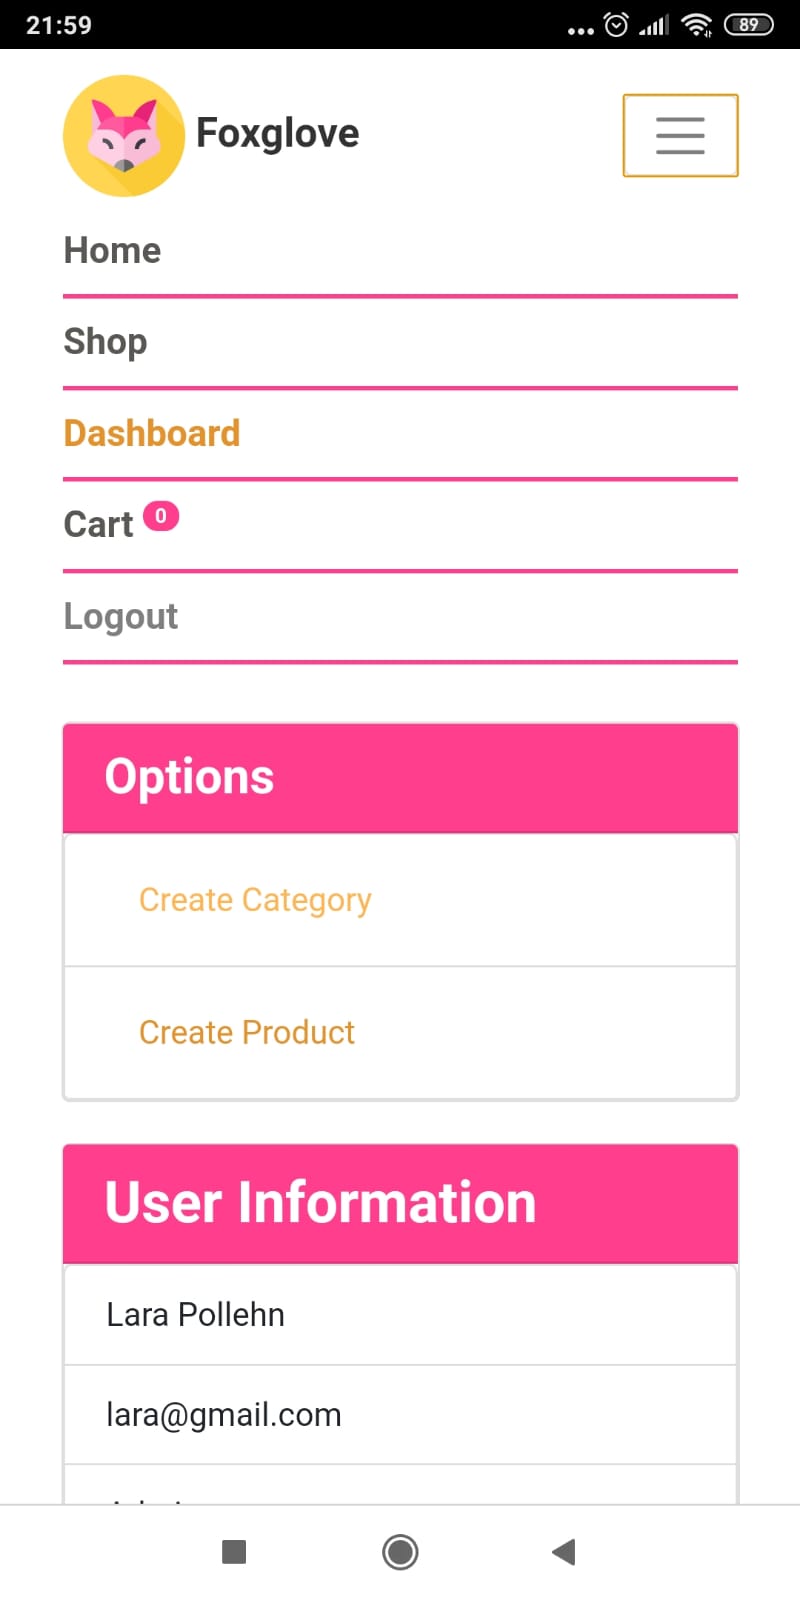 21:59
89
Foxglove
Home
Shop
Dashboard
Cart 0
Logout
Options
Create Category
Create Product
User Information
Lara Pollehn
lara@gmail.com